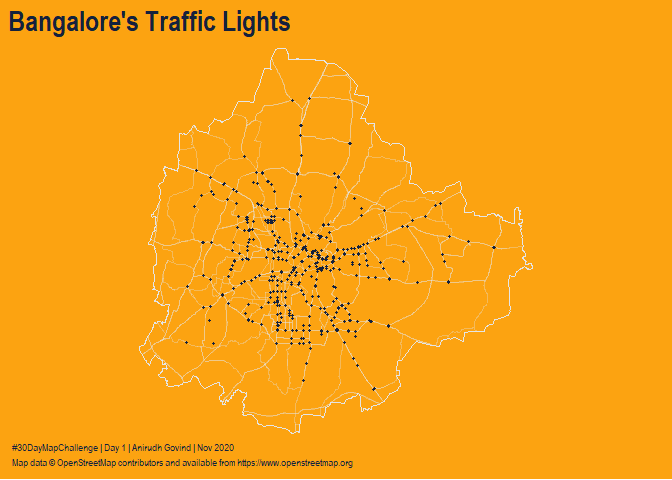 Bangalore's Traffic Lights
#30DayMapChallenge | Day 1 | Anirudh Govind | Nov 2020
Map data © OpenStreetMap contributors and available from https://www.openstreetmap.org